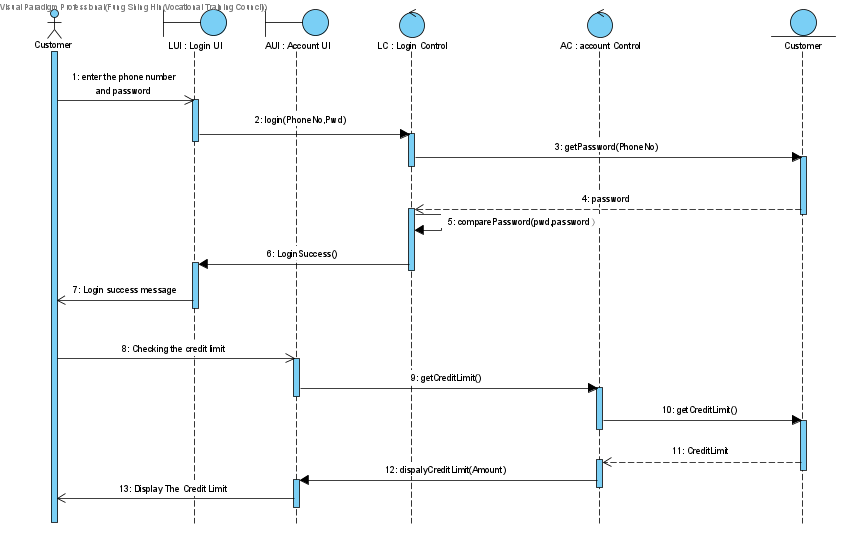 Visual Paradigm Professional(Fung Shing Hin(Vocational Training Council))
Customer
LUI : Login UI
AUI : Account UI
LC : Login Control
AC : account Control
Customer
1: enter the phone number
and password
2: login(PhoneNo,Pwd)
3: getPassword(PhoneNo)
4: password
5: comparePassword(pwd,password )
6: LoginSuccess()
7: Login success message
8: Checking the credit limit
9: getCreditLimit()
10: getCreditLimit()
11: CreditLimit
12: dispalyCreditLimit(Amount)
13: Display The Credit Limit